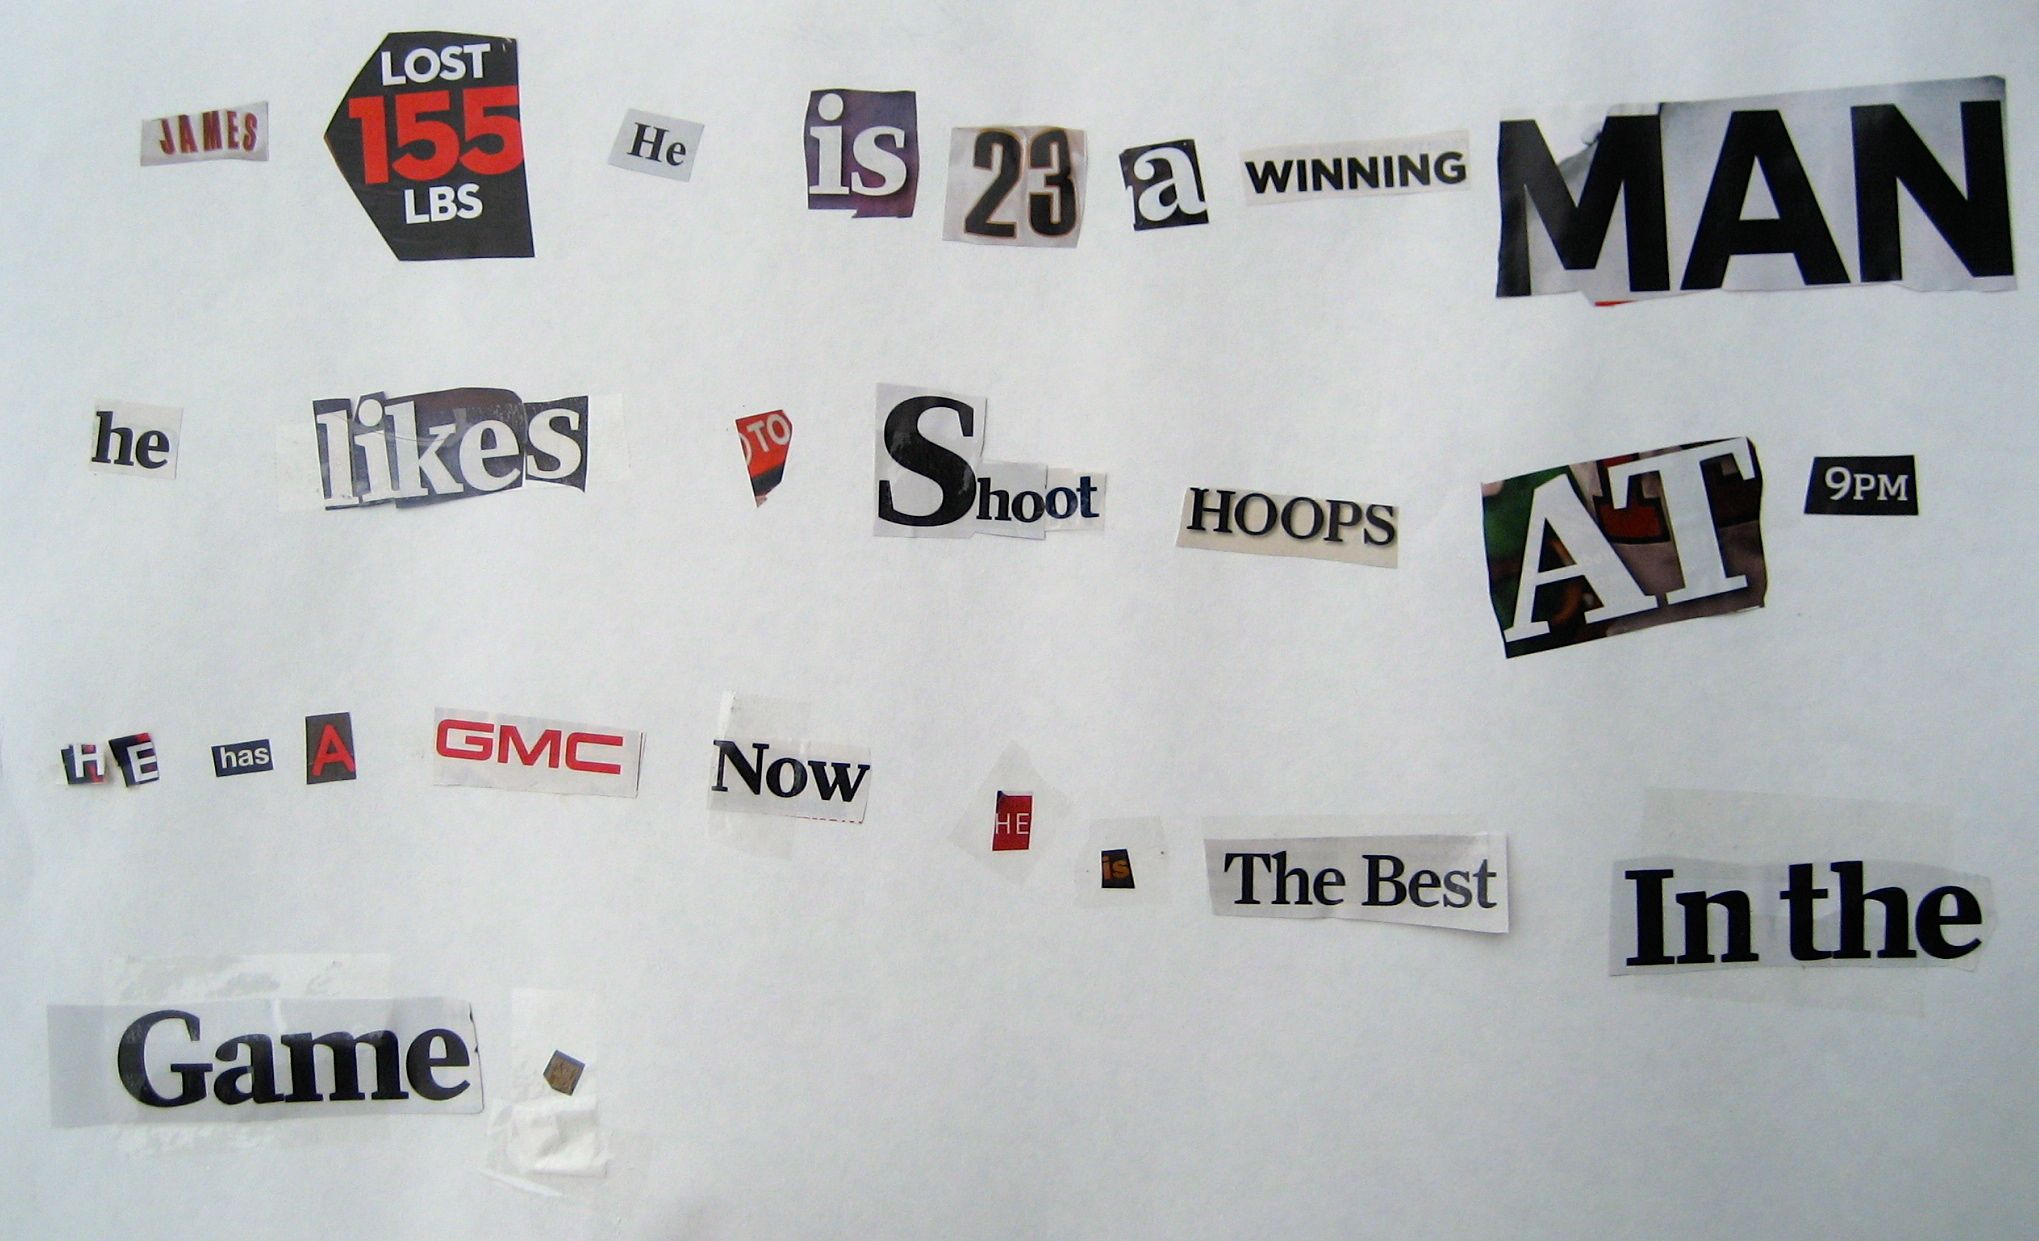 JAMES LOST 155 LBS He is 23 a WINNING MAN
he likes TO Shoot HOOPS AT 9PM
HE has A GMC Now HE is The Best In the
Game